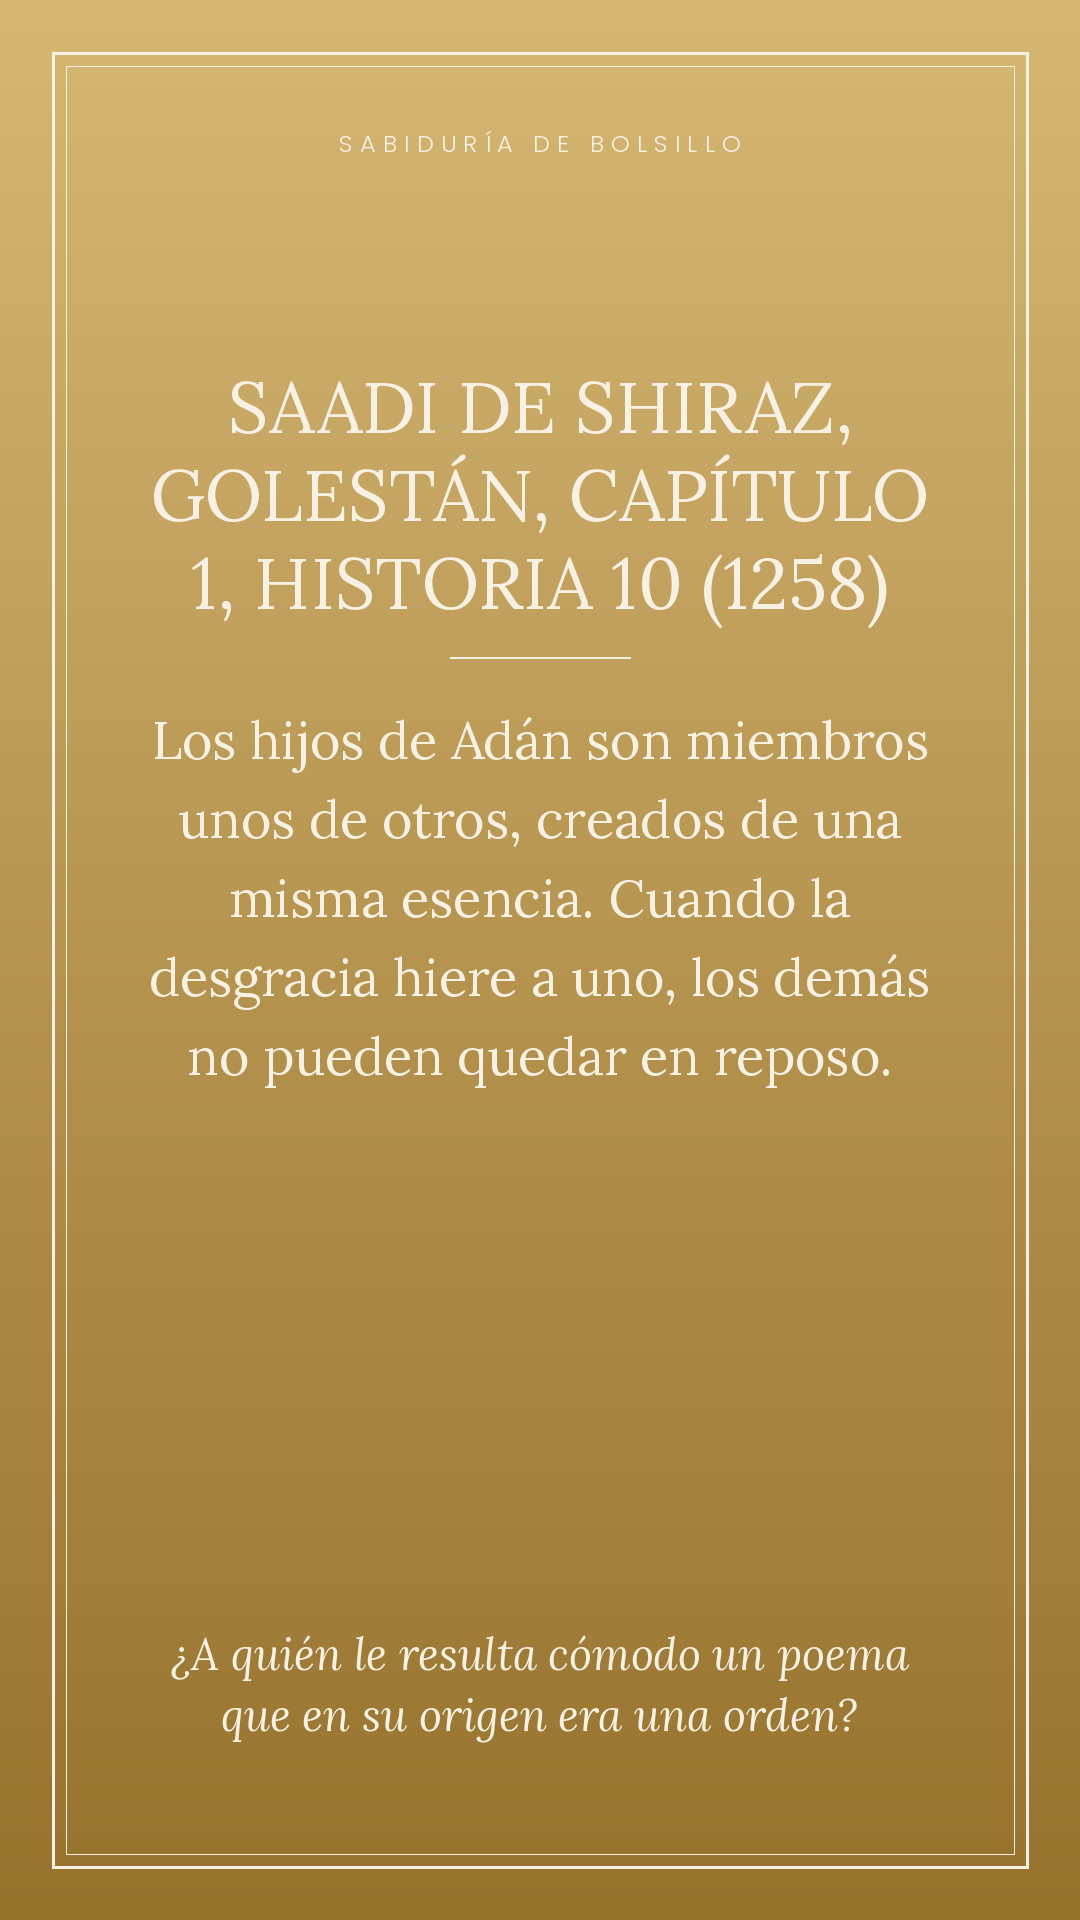 SABIDURÍA DE BOLSILLO
SAADI DE SHIRAZ,
GOLESTÁN, CAPÍTULO
1, HISTORIA 10 (1258)
Los hijos de Adán son miembros
unos de otros, creados de una
misma esencia. Cuando la
desgracia hiere a uno, los demás
no pueden quedar en reposo.
¿A quién le resulta cómodo un poema
que en su origen era una orden?